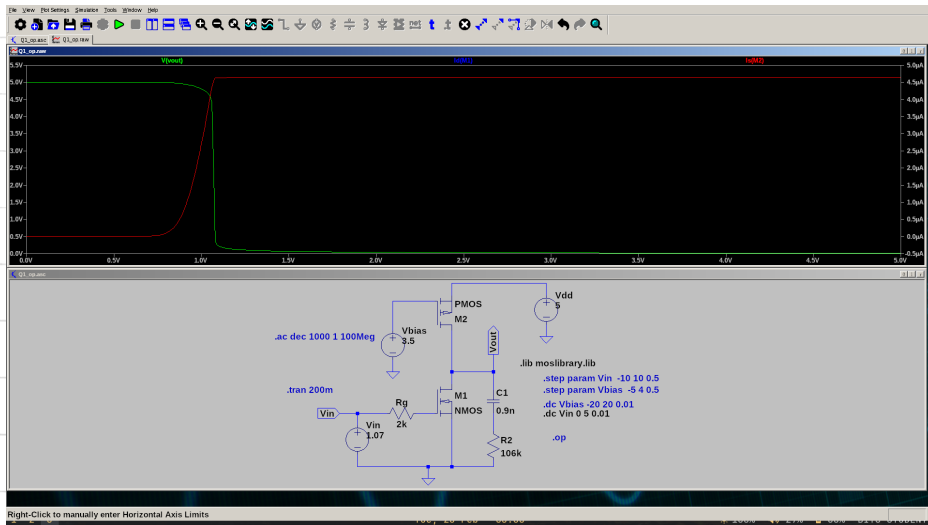 File View Plot Settings Simulation Tools Window Help
Q1_op.asc Q1_op.raw
Q1_op.raw
V(vout) Is(M2)
5.5V 5.0µA
5.0V 4.5µA
4.5V 4.0µA
4.0V 3.5µA
3.5V 3.0µA
3.0V 2.5µA
2.5V 2.0µA
2.0V 1.5µA
1.5V 1.0µA
1.0V 0.5µA
0.5V 0.0µA
0.0V -0.5µA
0.0V 0.5V 1.0V 1.5V 2.0V 2.5V 3.0V 3.5V 4.0V 4.5V 5.0V
Q1_op.asc
Vdd
5
PMOS
M2
Vbias
3.5
.ac dec 1000 1 100Meg
Vout
.lib moslibrary.lib
.step param Vin -10 10 0.5
.step param Vbias -5 4 0.5
.tran 200m
M1
NMOS
C1
0.9n
.dc Vbias -20 20 0.01
.dc Vin 0 5 0.01
Rg
2k
Vin
Vin
1.07
R2
106k
.op
Right-Click to manually enter Horizontal Axis Limits